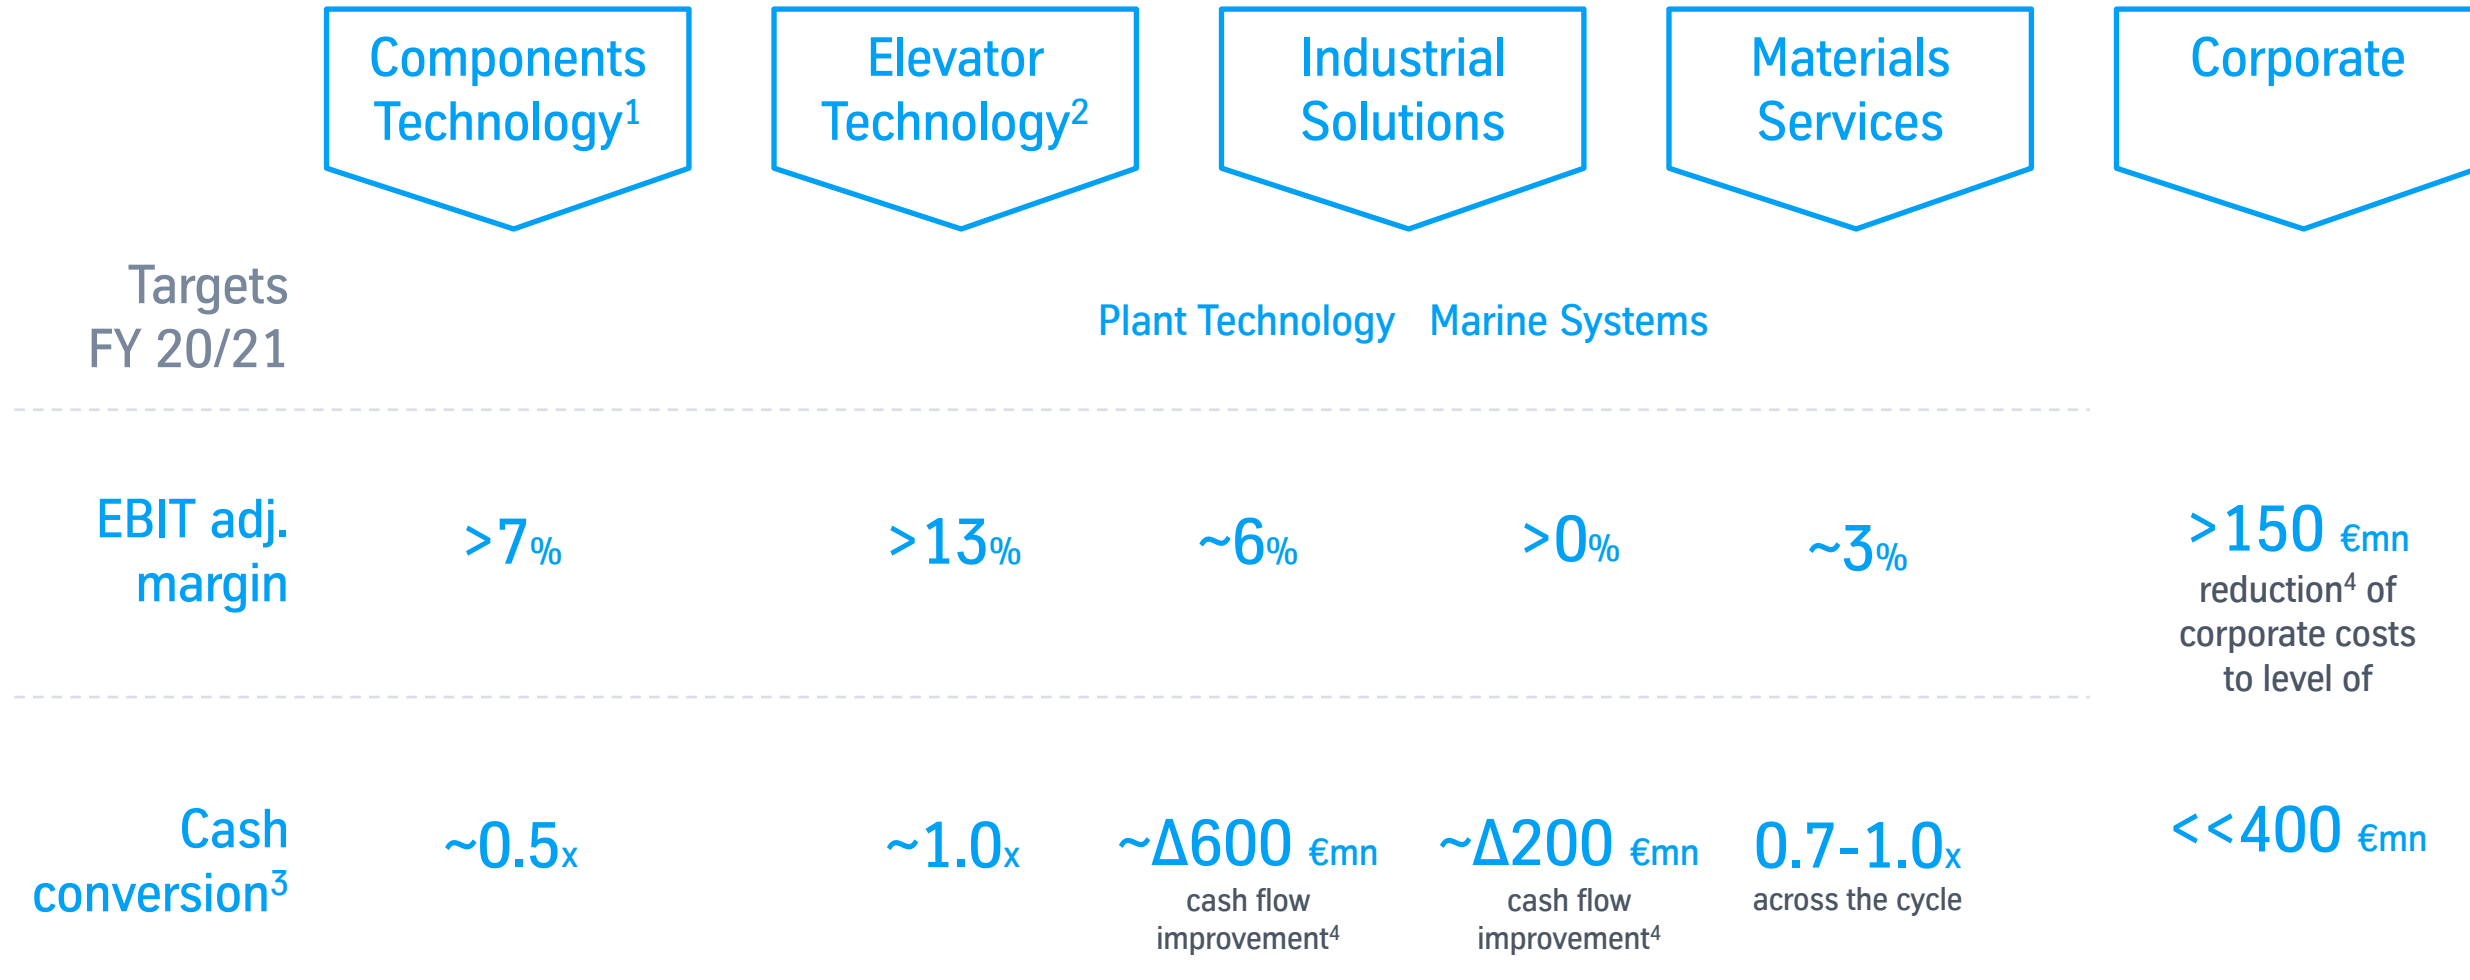 Components
Technology¹
Elevator
Technology²
Industrial
Solutions
Materials
Services
Corporate
Targets
FY 20/21
Plant Technology
Marine Systems
EBIT adj.
margin
>7%
>13%
~6%
>0%
~3%
>150 €mn
reduction⁴ of
corporate costs
to level of
<<400 €mn
Cash
conversion³
~0.5x
~1.0x
~Δ600 €mn
cash flow
improvement⁴
~Δ200 €mn
cash flow
improvement⁴
0.7-1.0x
across the cycle